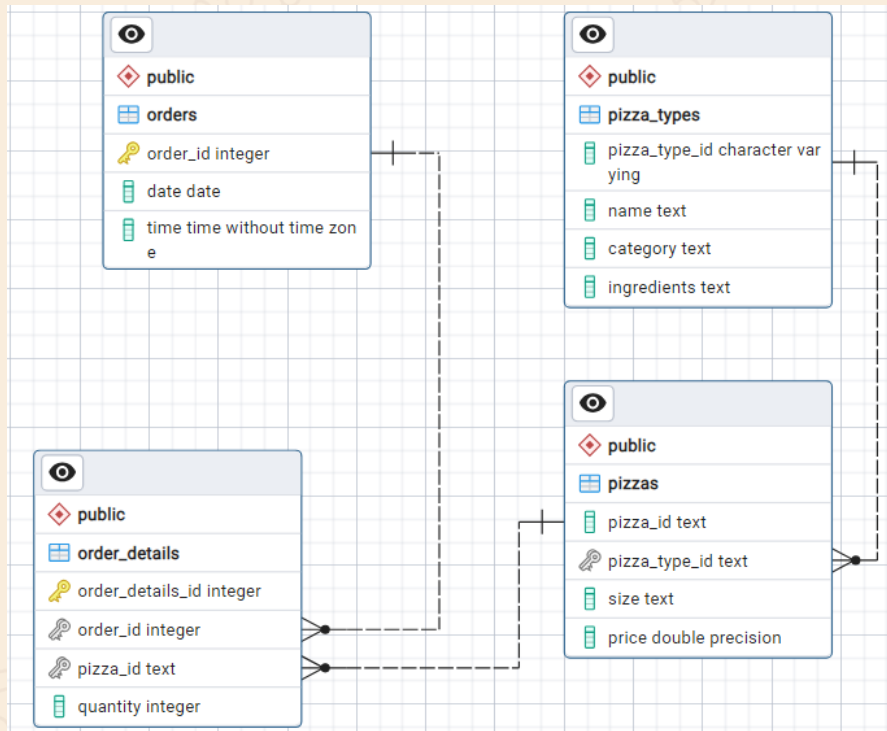 public
orders
order_id integer
date date
time time without time zon
e
public
pizza_types
pizza_type_id character var
ying
name text
category text
ingredients text
public
order_details
order_details_id integer
order_id integer
pizza_id text
quantity integer
public
pizzas
pizza_id text
pizza_type_id text
size text
price double precision